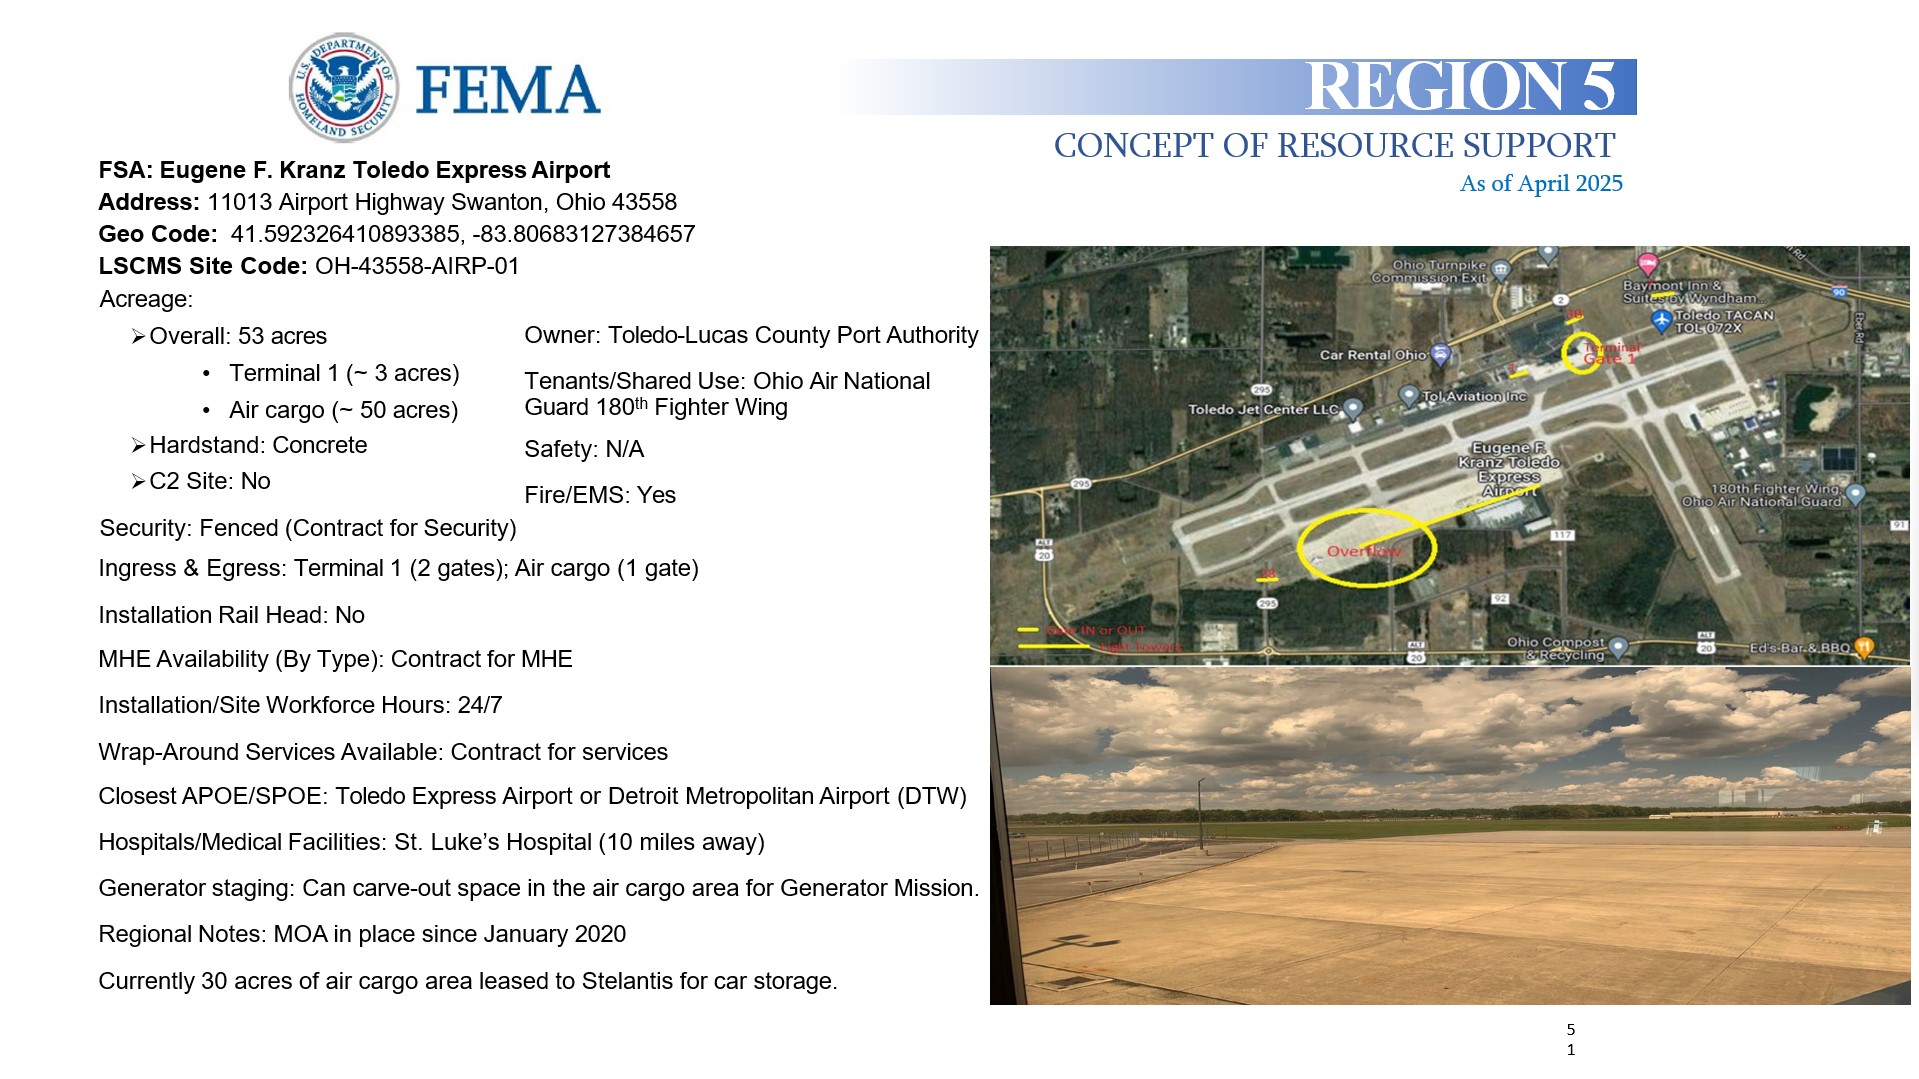 U.S. DEPARTMENT OF
HOMELAND SECURITY
FEMA
REGION 5
CONCEPT OF RESOURCE SUPPORT
As of April 2025
FSA: Eugene F. Kranz Toledo Express Airport
Address: 11013 Airport Highway Swanton, Ohio 43558
Geo Code: 41.592326410893385, -83.80683127384657
LSCMS Site Code: OH-43558-AIRP-01
Acreage:
➢Overall: 53 acres
• Terminal 1 (~ 3 acres)
• Air cargo (~ 50 acres)
➢Hardstand: Concrete
➢C2 Site: No
Owner: Toledo-Lucas County Port Authority
Tenants/Shared Use: Ohio Air National
Guard 180th Fighter Wing
Safety: N/A
Fire/EMS: Yes
Security: Fenced (Contract for Security)
Ingress & Egress: Terminal 1 (2 gates); Air cargo (1 gate)
Installation Rail Head: No
MHE Availability (By Type): Contract for MHE
Installation/Site Workforce Hours: 24/7
Wrap-Around Services Available: Contract for services
Closest APOE/SPOE: Toledo Express Airport or Detroit Metropolitan Airport (DTW)
Hospitals/Medical Facilities: St. Luke’s Hospital (10 miles away)
Generator staging: Can carve-out space in the air cargo area for Generator Mission.
Regional Notes: MOA in place since January 2020
Currently 30 acres of air cargo area leased to Stelantis for car storage.
Ohio Turnpike
Commission Exit
Baymont Inn &
Suites by Wyndham...
90
2
Toledo TACAN
TOL 072X
Eber Rd
Terminal
Gate 1
Car Rental Ohio
295
Tol Aviation Inc
Toledo Jet Center LLC
Eugene F.
Kranz Toledo
Express
Airport
295
180th Fighter Wing,
Ohio Air National Guard
91
117
ALT
20
Overflow
92
295
Gate IN or OUT
Light Towers
ALT
20
Ohio Compost
& Recycling
ALT
20
Ed's Bar & BBQ
5
1